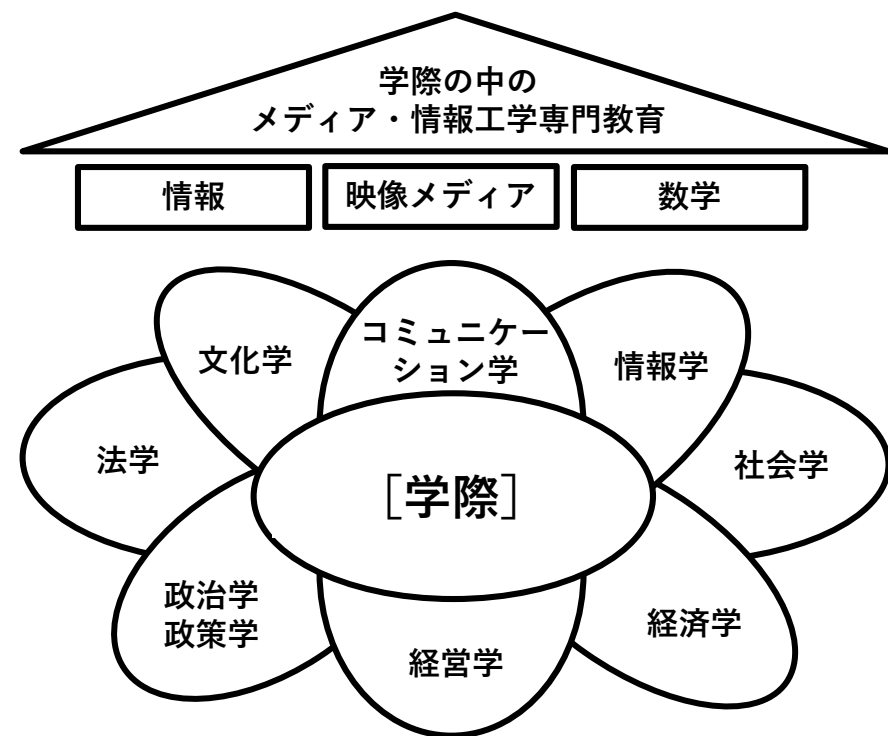 学際の中の
メディア・情報工学専門教育
情報
映像メディア
数学
コミュニケー
ション学
文化学
情報学
法学
社会学
［学際］
政治学
政策学
経済学
経営学